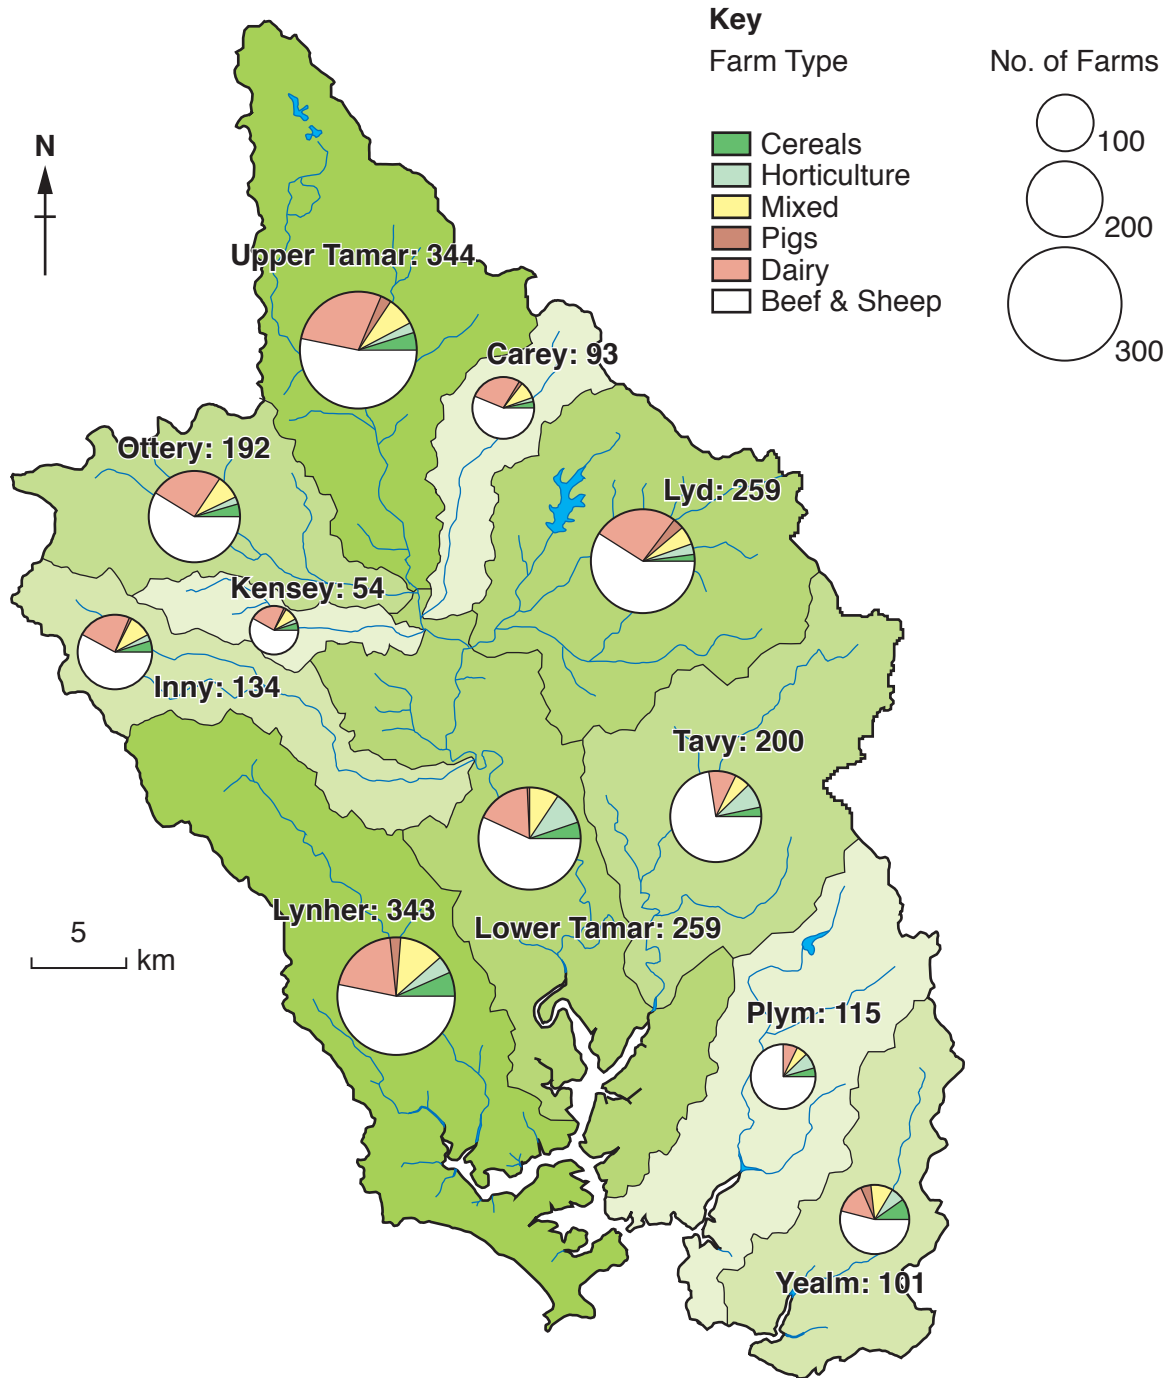 Key
Farm Type
No. of Farms
Cereals
Horticulture
Mixed
Pigs
Dairy
Beef & Sheep
100
200
300
N
Upper Tamar: 344
Carey: 93
Ottery: 192
Lyd: 259
Kensey: 54
Inny: 134
Tavy: 200
Lynher: 343
Lower Tamar: 259
5
km
Plym: 115
Yealm: 101